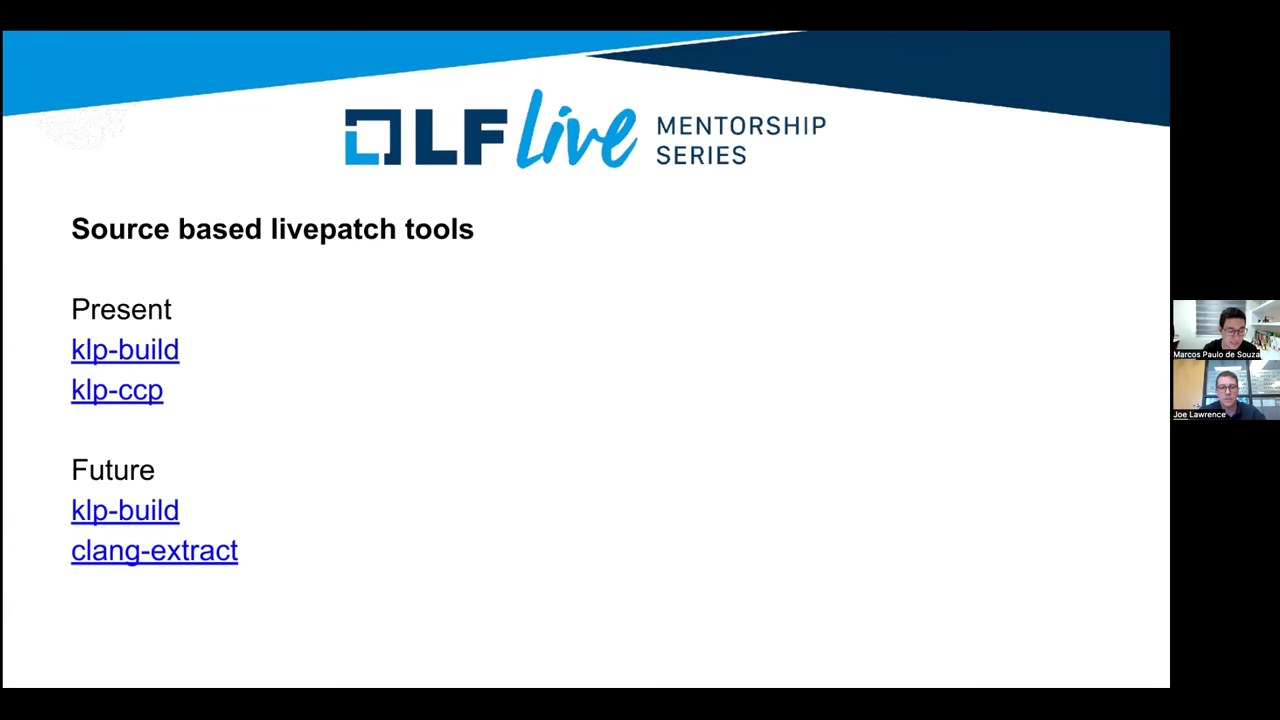 LF Live MENTORSHIP
SERIES
Source based livepatch tools
Present
klp-build
klp-ccp
Future
klp-build
clang-extract
Marcos Paulo de Souza
Joe Lawrence